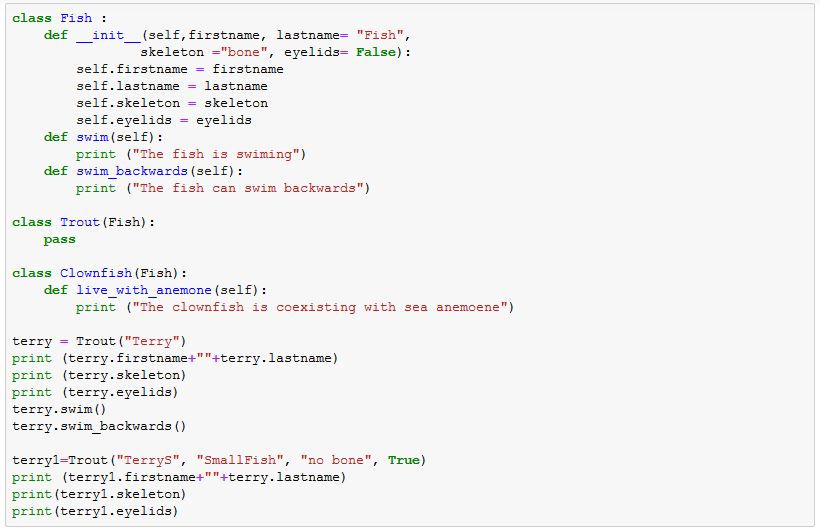 class Fish :
    def __init__(self,firstname, lastname= "Fish",
                skeleton ="bone", eyelids= False):
        self.firstname = firstname
        self.lastname = lastname
        self.skeleton = skeleton
        self.eyelids = eyelids
    def swim(self):
        print ("The fish is swiming")
    def swim_backwards(self):
        print ("The fish can swim backwards")

class Trout(Fish):
    pass

class Clownfish(Fish):
    def live_with_anemone(self):
        print ("The clownfish is coexisting with sea anemoene")

terry = Trout("Terry")
print (terry.firstname+""+terry.lastname)
print (terry.skeleton)
print (terry.eyelids)
terry.swim()
terry.swim_backwards()

terry1=Trout("TerryS", "SmallFish", "no bone", True)
print (terry1.firstname+""+terry.lastname)
print(terry1.skeleton)
print(terry1.eyelids)